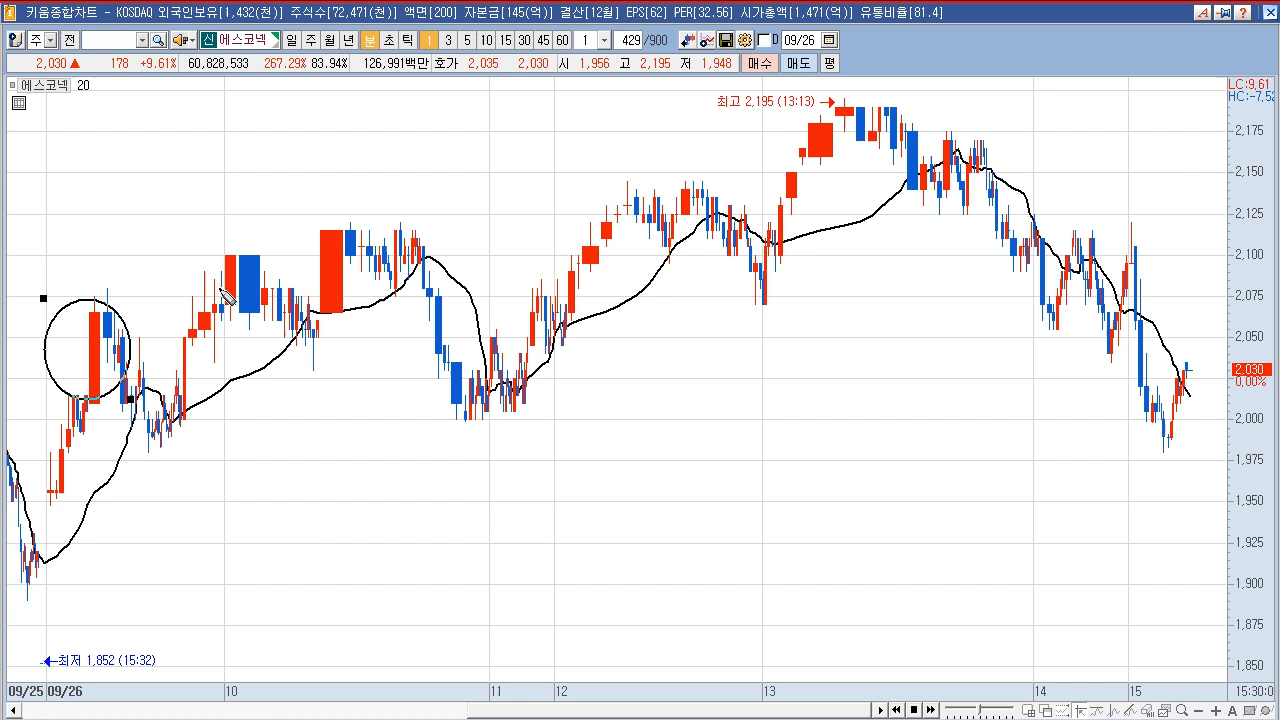 키움종합차트 - KOSDAQ 외국인보유[1,432(천)] 주식수[72,471(천)] 액면[200] 자본금[145(억)] 결산[12월] EPS[62] PER[31,56] 시가총액[1,471(억)] 유통비율[81.4]
주 전 신 에스코넥 일 주 월 년 분 초 틱 1 3 5 10 15 30 45 60 1 429 /900 D 09/26
2,030 ▲ 178 +9.61% 60,828,533 267.29% 83.94% 126,991백만 호가 2,035 2,030 시 1,956 고 2,195 저 1,948 매수 매도 평
에스코넥 20
LC:9,61
HC:-7,52
최고 2,195 (13:13)
2,175
2,150
2,125
2,100
2,075
2,050
2,030
0,00%
2,000
1,975
1,950
1,925
1,900
1,875
1,850
최저 1,852 (15:32)
09/25 09/26 10 11 12 13 14 15 15:30:0